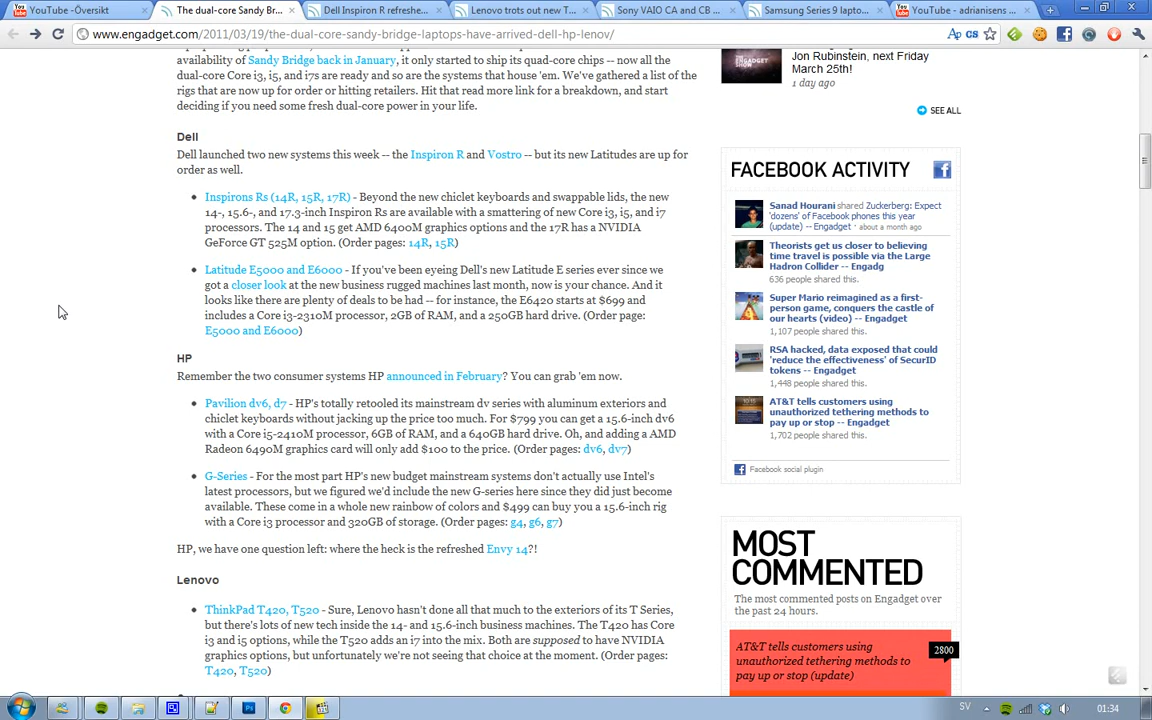 YouTube -Översikt
The dual-core Sandy Br...
Dell Inspiron R refreshe...
Lenovo trots out new T...
Sony VAIO CA and CB ...
Samsung Series 9 lapto...
YouTube - adrianisens ...
www.engadget.com/2011/03/19/the-dual-core-sandy-bridge-laptops-have-arrived-dell-hp-lenov/
availability of Sandy Bridge back in January, it only started to ship its quad-core chips -- now all the
dual-core Core i3, i5, and i7s are ready and so are the systems that house 'em. We've gathered a list of the
rigs that are now up for order or hitting retailers. Hit that read more link for a breakdown, and start
deciding if you need some fresh dual-core power in your life.
Dell
Dell launched two new systems this week -- the Inspiron R and Vostro -- but its new Latitudes are up for
order as well.
Inspirons Rs (14R, 15R, 17R) - Beyond the new chiclet keyboards and swappable lids, the new
14-, 15.6-, and 17.3-inch Inspiron Rs are available with a smattering of new Core i3, i5, and i7
processors. The 14 and 15 get AMD 6400M graphics options and the 17R has a NVIDIA
GeForce GT 525M option. (Order pages: 14R, 15R)
Latitude E5000 and E6000 - If you've been eyeing Dell's new Latitude E series ever since we
got a closer look at the new business rugged machines last month, now is your chance. And it
looks like there are plenty of deals to be had -- for instance, the E6420 starts at $699 and
includes a Core i3-2310M processor, 2GB of RAM, and a 250GB hard drive. (Order page:
E5000 and E6000)
HP
Remember the two consumer systems HP announced in February? You can grab 'em now.
Pavilion dv6, d7 - HP's totally retooled its mainstream dv series with aluminum exteriors and
chiclet keyboards without jacking up the price too much. For $799 you can get a 15.6-inch dv6
with a Core i5-2410M processor, 6GB of RAM, and a 640GB hard drive. Oh, and adding a AMD
Radeon 6490M graphics card will only add $100 to the price. (Order pages: dv6, dv7)
G-Series - For the most part HP's new budget mainstream systems don't actually use Intel's
latest processors, but we figured we'd include the new G-series here since they did just become
available. These come in a whole new rainbow of colors and $499 can buy you a 15.6-inch rig
with a Core i3 processor and 320GB of storage. (Order pages: g4, g6, g7)
HP, we have one question left: where the heck is the refreshed Envy 14?!
Lenovo
ThinkPad T420, T520 - Sure, Lenovo hasn't done all that much to the exteriors of its T Series,
but there's lots of new tech inside the 14- and 15.6-inch business machines. The T420 has Core
i3 and i5 options, while the T520 adds an i7 into the mix. Both are supposed to have NVIDIA
graphics options, but unfortunately we're not seeing that choice at the moment. (Order pages:
T420, T520)
Jon Rubinstein, next Friday
March 25th!
1 day ago
SEE ALL
FACEBOOK ACTIVITY
Sanad Hourani shared Zuckerberg: Expect
'dozens' of Facebook phones this year
(update) -- Engadget · about a month ago
Theorists get us closer to believing
time travel is possible via the Large
Hadron Collider -- Engadg
636 people shared this.
Super Mario reimagined as a first-
person game, conquers the castle of
our hearts (video) -- Engadget
1,107 people shared this.
RSA hacked, data exposed that could
'reduce the effectiveness' of SecurID
tokens -- Engadget
1,448 people shared this.
AT&T tells customers using
unauthorized tethering methods to
pay up or stop -- Engadget
1,702 people shared this.
Facebook social plugin
MOST
COMMENTED
The most commented posts on Engadget over
the past 24 hours.
AT&T tells customers using
unauthorized tethering methods to
pay up or stop (update)
2800
SV
01:34